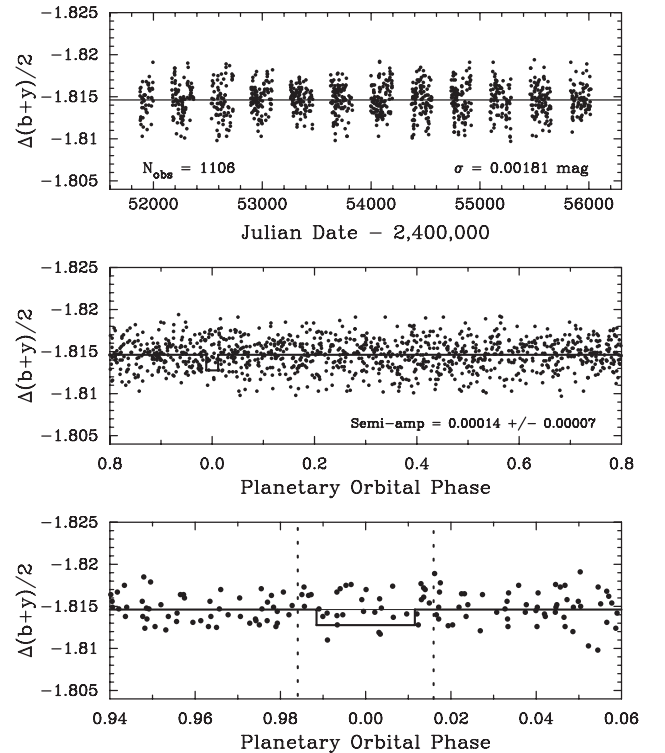 -1.825
-1.82
-1.815
-1.81
-1.805
Δ(b+y)/2
N_obs = 1106
σ = 0.00181 mag
52000 53000 54000 55000 56000
Julian Date - 2,400,000
-1.825
-1.82
-1.815
-1.81
-1.805
Δ(b+y)/2
Semi-amp = 0.00014 +/- 0.00007
0.8 0.0 0.2 0.4 0.6 0.8
Planetary Orbital Phase
-1.825
-1.82
-1.815
-1.81
-1.805
Δ(b+y)/2
0.94 0.96 0.98 0.00 0.02 0.04 0.06
Planetary Orbital Phase